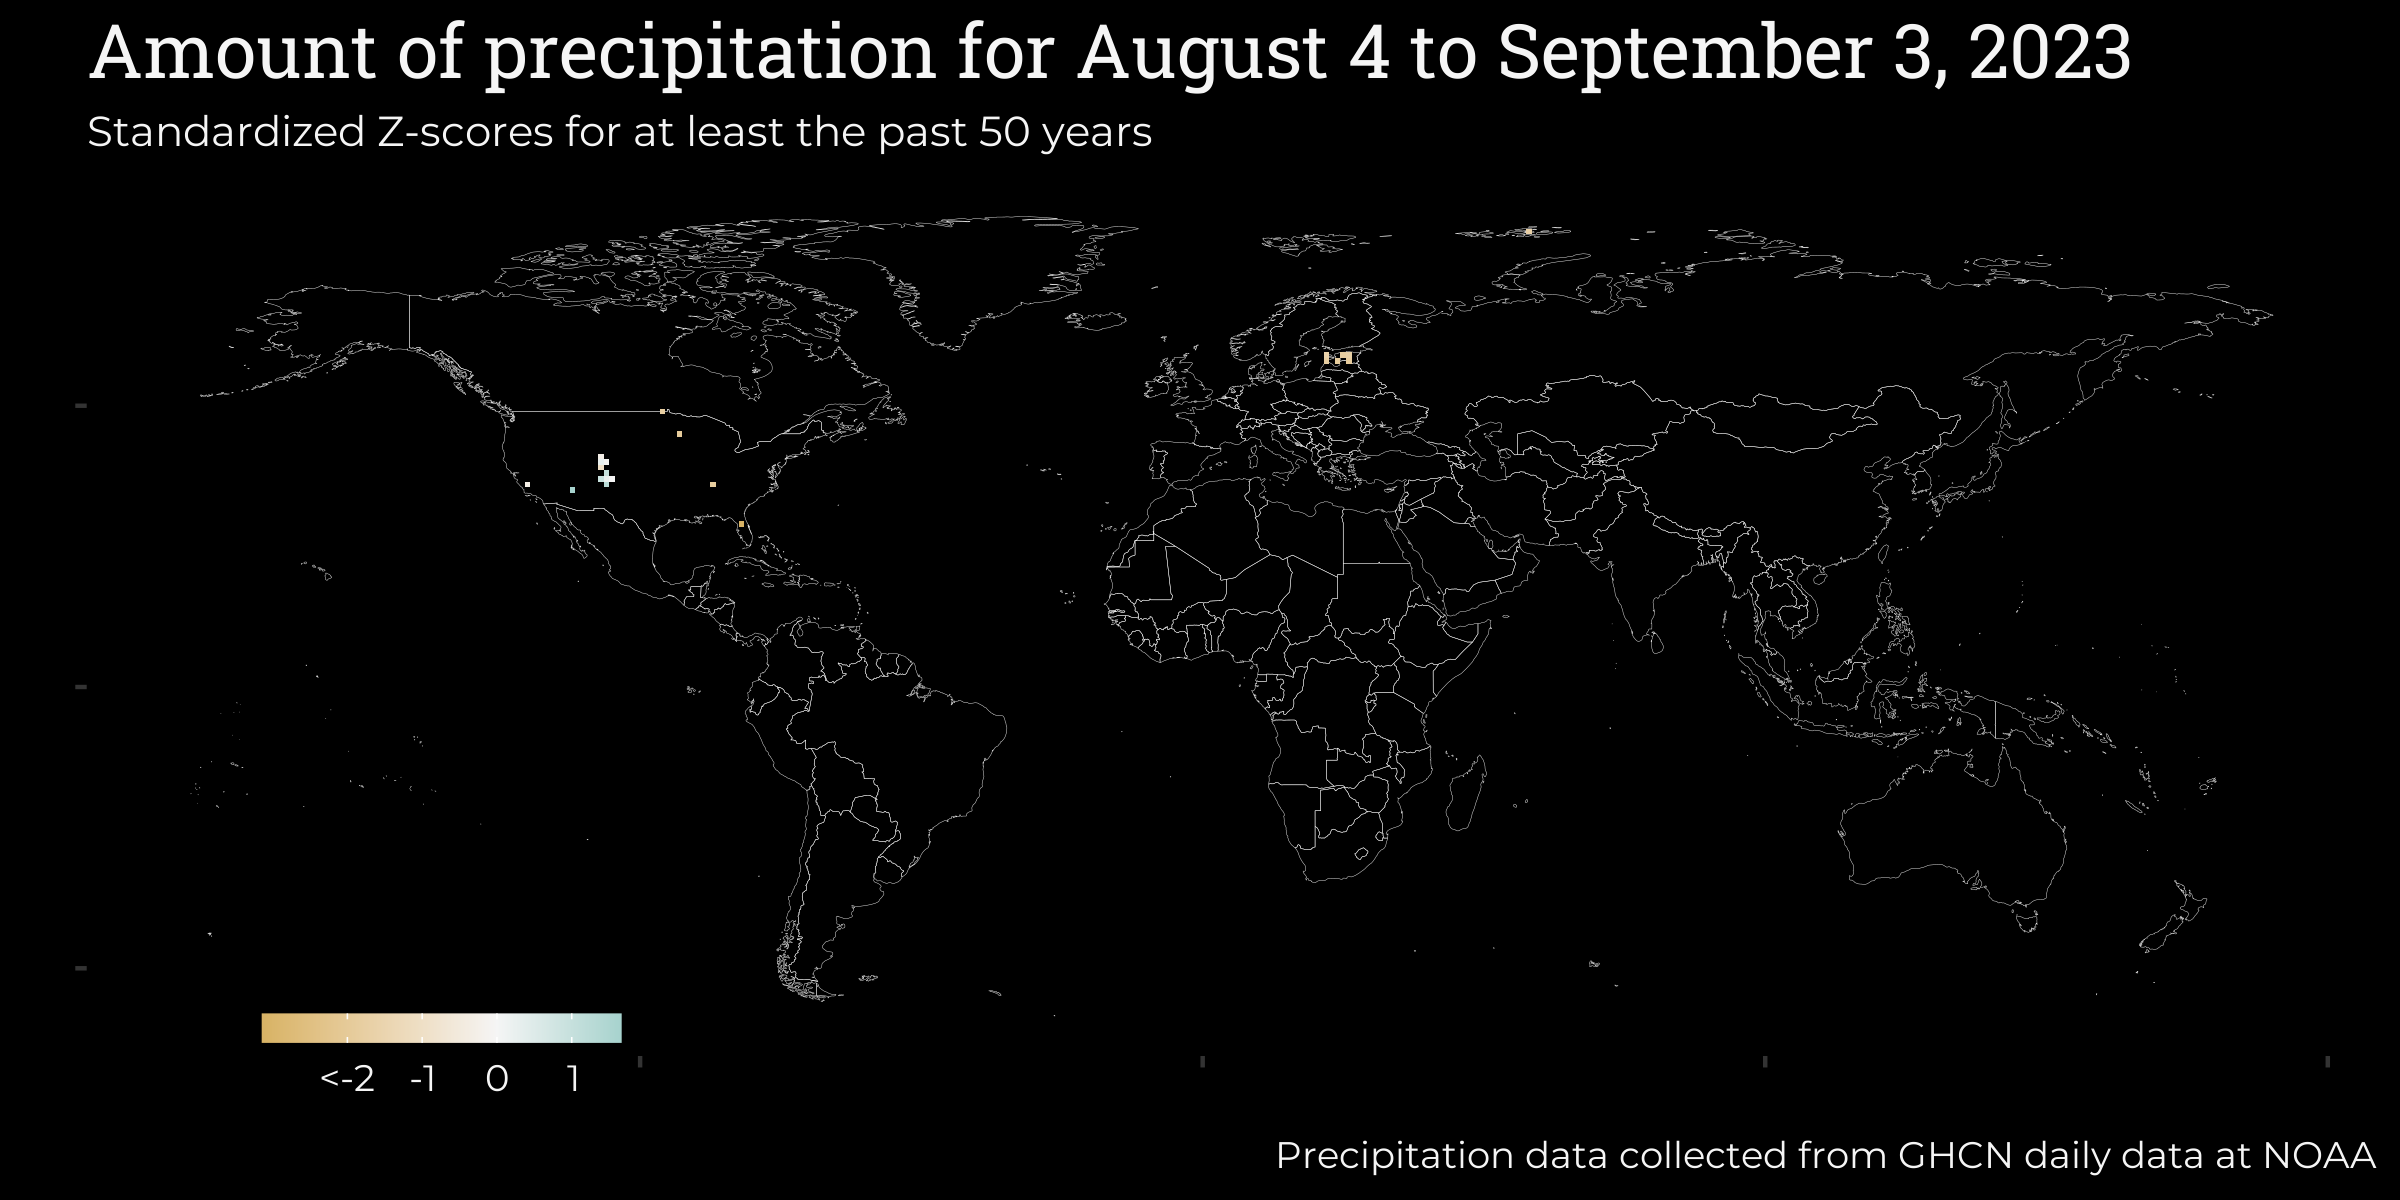 Amount of precipitation for August 4 to September 3, 2023
Standardized Z-scores for at least the past 50 years
<-2 -1 0 1
Precipitation data collected from GHCN daily data at NOAA